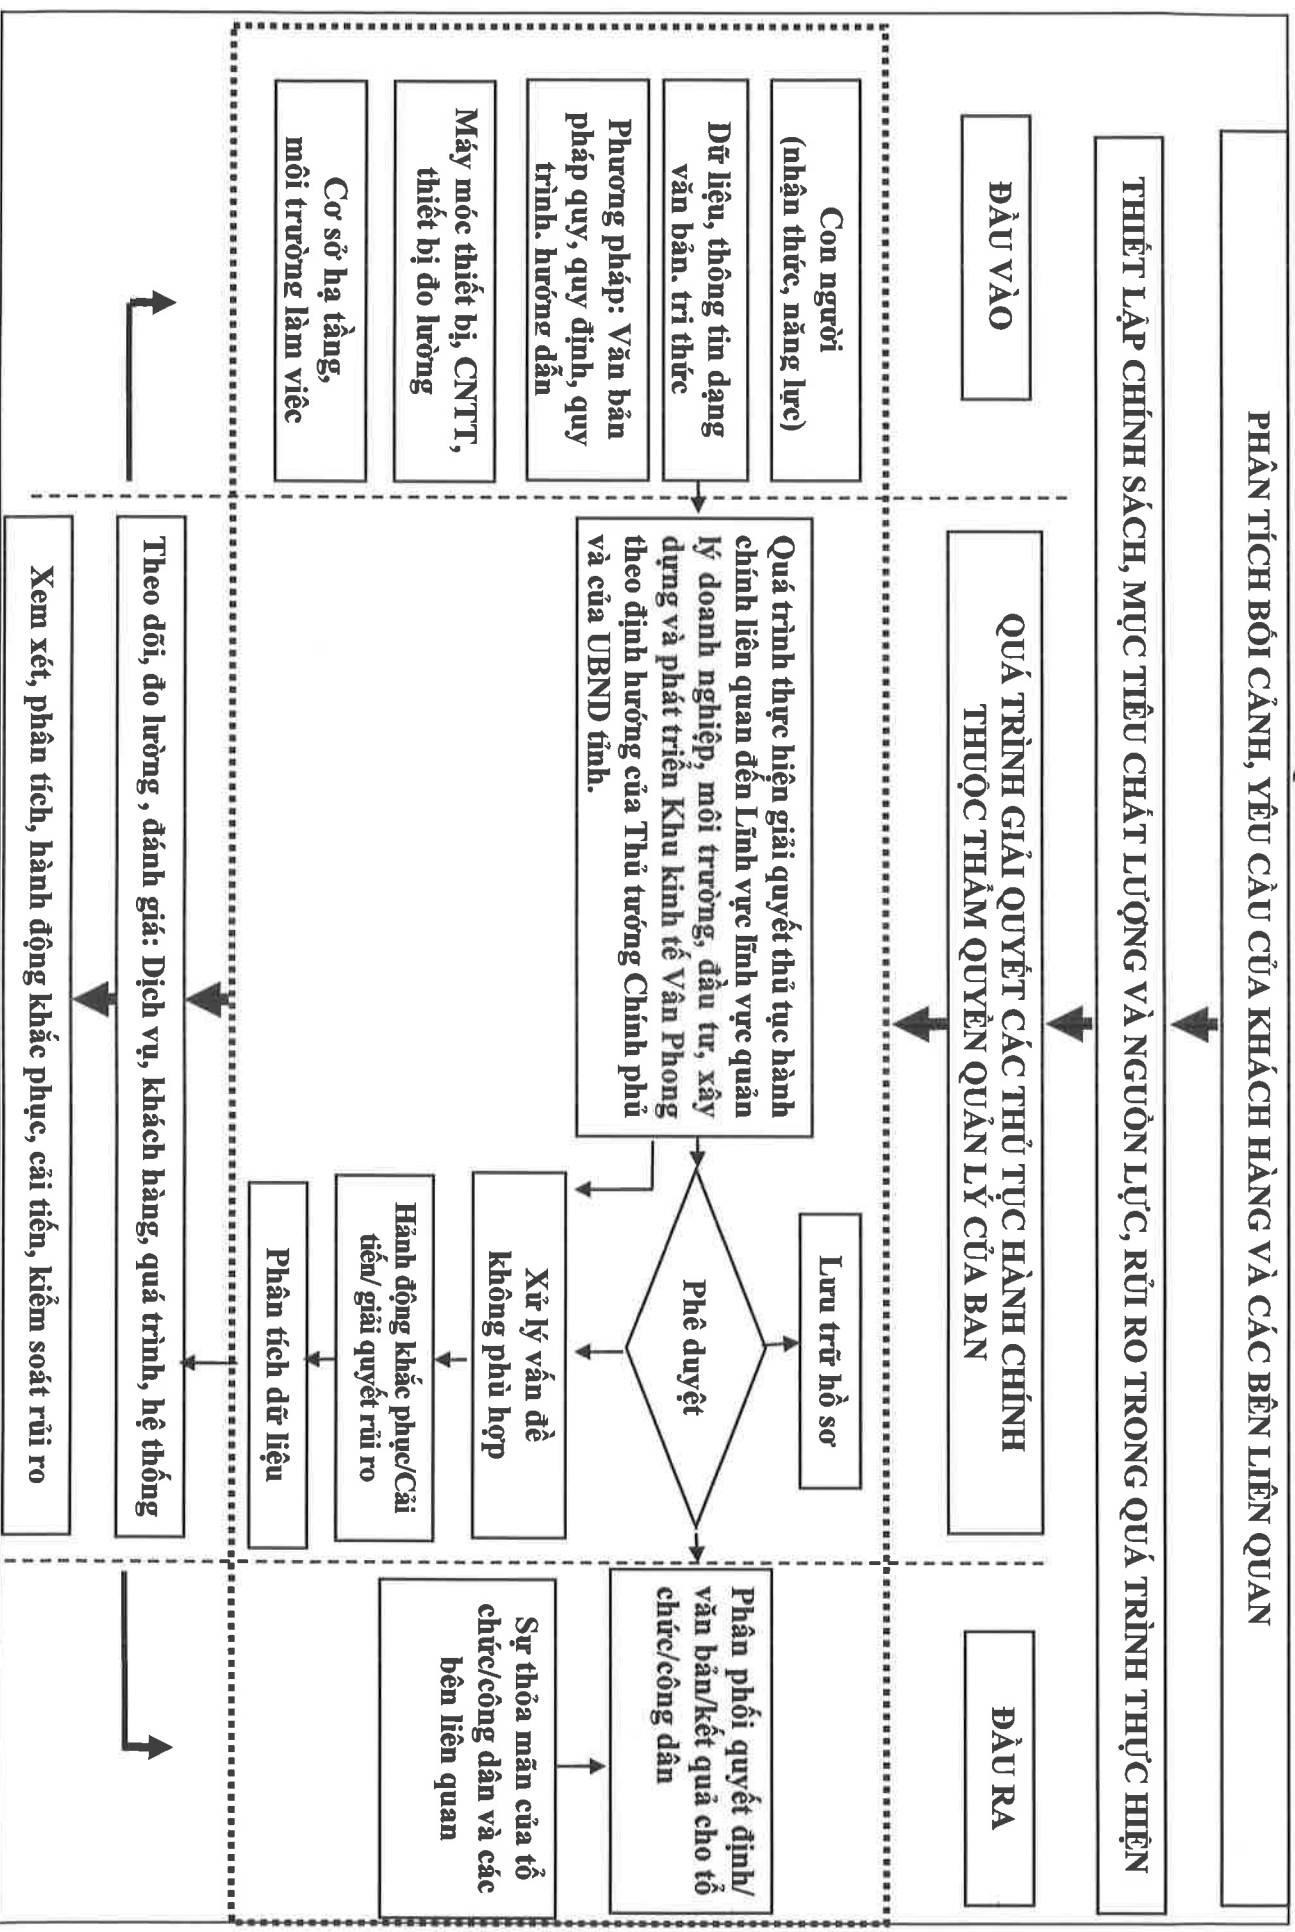 PHÂN TÍCH BỐI CẢNH, YÊU CẦU CỦA KHÁCH HÀNG VÀ CÁC BÊN LIÊN QUAN
THIẾT LẬP CHÍNH SÁCH, MỤC TIÊU CHẤT LƯỢNG VÀ NGUỒN LỰC, RỦI RO TRONG QUÁ TRÌNH THỰC HIỆN
ĐẦU VÀO
QUÁ TRÌNH GIẢI QUYẾT CÁC THỦ TỤC HÀNH CHÍNH
THUỘC THẨM QUYỀN QUẢN LÝ CỦA BAN
ĐẦU RA
Con người
(nhận thức, năng lực)
Dữ liệu, thông tin dạng
văn bản, tri thức
Phương pháp: Văn bản
pháp quy, quy định, quy
trình, hướng dẫn
Máy móc thiết bị, CNTT,
thiết bị đo lường
Cơ sở hạ tầng,
môi trường làm việc
Quá trình thực hiện giải quyết thủ tục hành
chính liên quan đến Lĩnh vực lĩnh vực quản
lý doanh nghiệp, môi trường, đầu tư, xây
dựng và phát triển Khu kinh tế Vân Phong
theo định hướng của Thủ tướng Chính phủ
và của UBND tỉnh.
Lưu trữ hồ sơ
Phê duyệt
Xử lý vấn đề
không phù hợp
Hành động khắc phục/Cải
tiến/ giải quyết rủi ro
Phân tích dữ liệu
Phân phối quyết định/
văn bản/kết quả cho tổ
chức/công dân
Sự thỏa mãn của tổ
chức/công dân và các
bên liên quan
Theo dõi, đo lường , đánh giá: Dịch vụ, khách hàng, quá trình, hệ thống
Xem xét, phân tích, hành động khắc phục, cải tiến, kiểm soát rủi ro